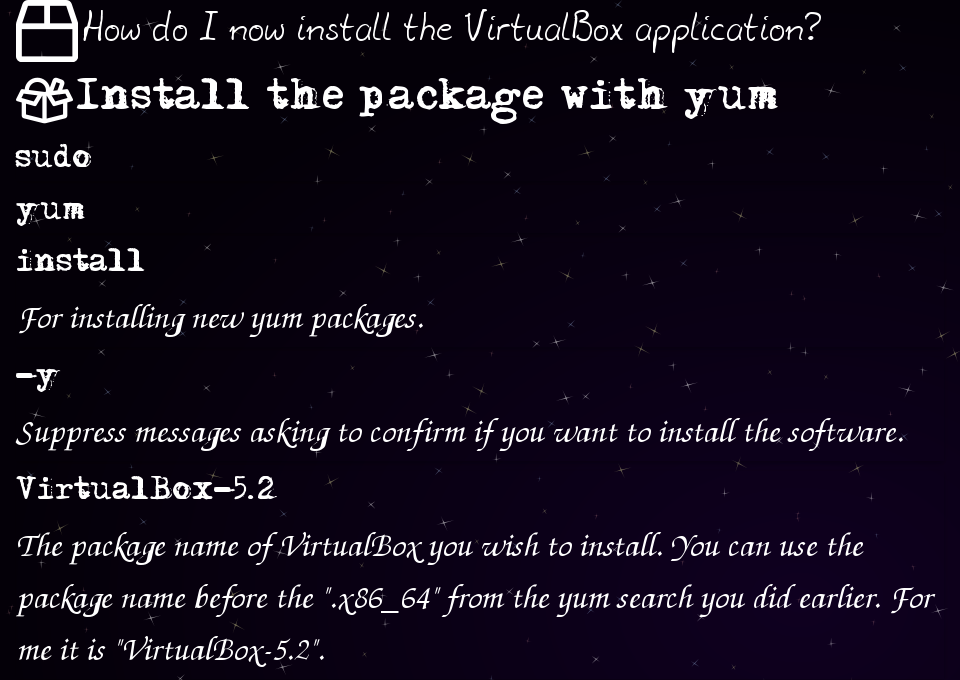 How do I now install the VirtualBox application?
Install the package with yum
sudo
yum
install
For installing new yum packages.
-y
Suppress messages asking to confirm if you want to install the software.
VirtualBox-5.2
The package name of VirtualBox you wish to install. You can use the
package name before the ".x86_64" from the yum search you did earlier. For
me it is "VirtualBox-5.2".